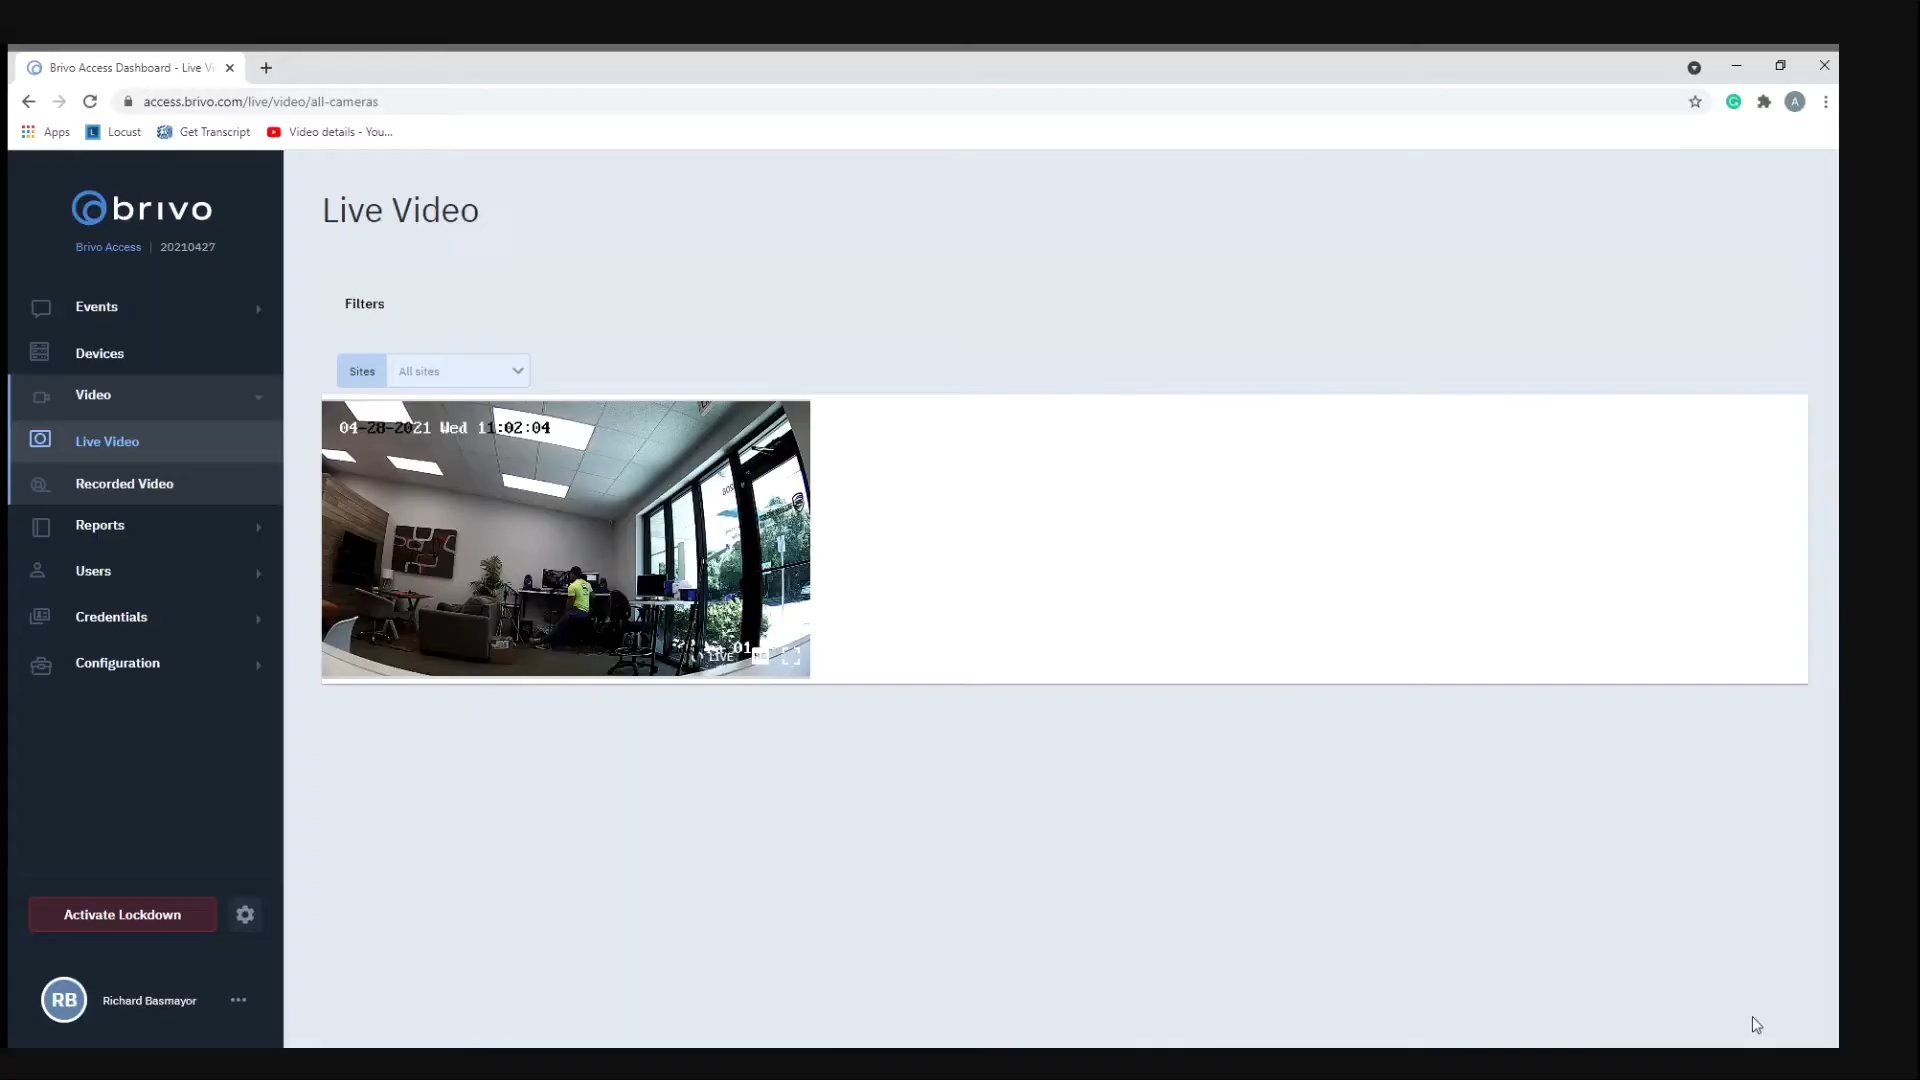 Brivo Access Dashboard - Live Vi
access.brivo.com/live/video/all-cameras
A
Apps
Locust
Get Transcript
Video details - You...
brivo
Brivo Access | 20210427
Events
Devices
Video
Live Video
Recorded Video
Reports
Users
Credentials
Configuration
Activate Lockdown
RB
Richard Basmayor
Live Video
Filters
Sites
All sites
04-28-2021 Wed 11:02:04
01
LIVE